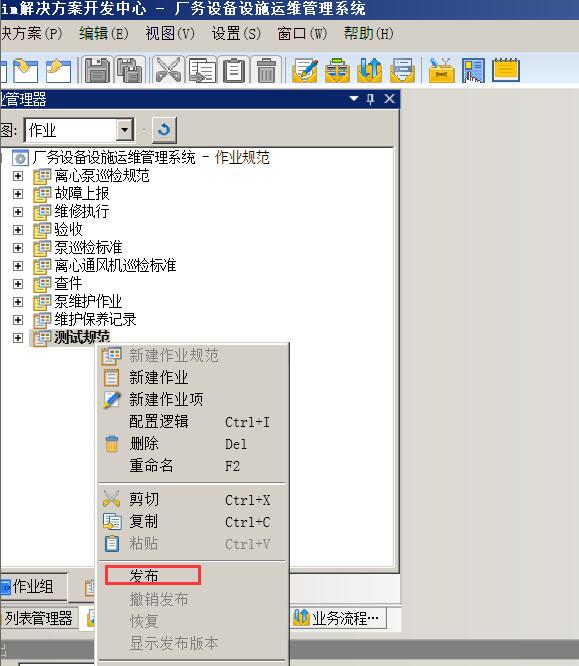 im解决方案开发中心 - 厂务设备设施运维管理系统
决方案(P) 编辑(E) 视图(V) 设置(S) 窗口(W) 帮助(H)
业管理器
图: 作业
厂务设备设施运维管理系统 - 作业规范
离心泵巡检规范
故障上报
维修执行
验收
泵巡检标准
离心通风机巡检标准
查件
泵维护作业
维护保养记录
测试规范
新建作业规范
新建作业
新建作业项
配置逻辑 Ctrl+I
删除 Del
重命名 F2
剪切 Ctrl+X
复制 Ctrl+C
粘贴 Ctrl+V
发布
撤销发布
恢复
显示发布版本
作业组
列表管理器 业务流程…